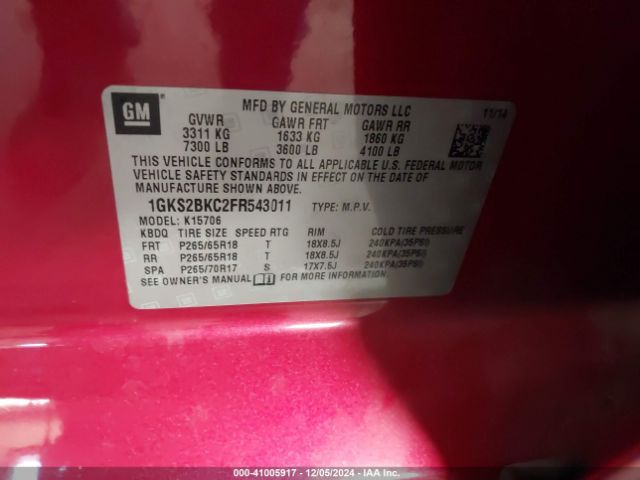 GM
MFD BY GENERAL MOTORS LLC 11/14
GVWR GAWR FRT GAWR RR
3311 KG 1633 KG 1860 KG
7300 LB 3600 LB 4100 LB
THIS VEHICLE CONFORMS TO ALL APPLICABLE U.S. FEDERAL MOTOR
VEHICLE SAFETY STANDARDS IN EFFECT ON THE DATE OF
MANUFACTURE SHOWN ABOVE.
1GKS2BKC2FR543011 TYPE: M.P.V.
MODEL: K15706
KBDQ TIRE SIZE SPEED RTG RIM COLD TIRE PRESSURE
FRT P265/65R18 T 18X8.5J 240KPA(35PSI)
RR P265/65R18 T 18X8.5J 240KPA(35PSI)
SPA P265/70R17 S 17X7.5J 240KPA(35PSI)
SEE OWNER'S MANUAL FOR MORE INFORMATION.
000-41005917 - 12/05/2024 - IAA Inc.